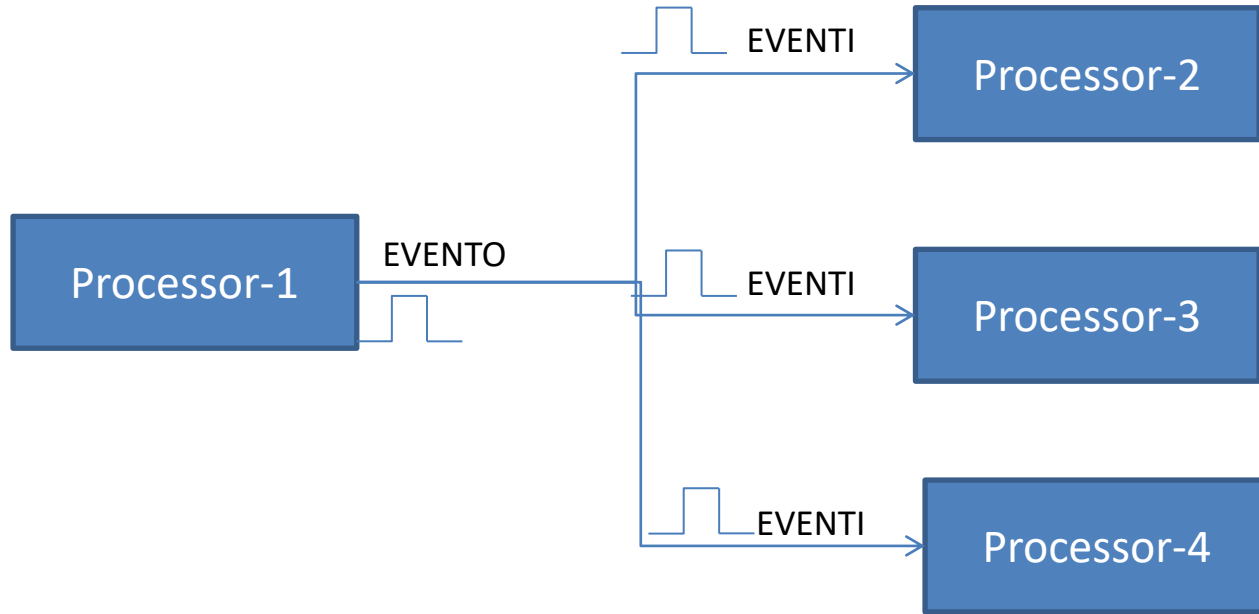 EVENTI
Processor-2
EVENTO
Processor-1
EVENTI
Processor-3
EVENTI
Processor-4